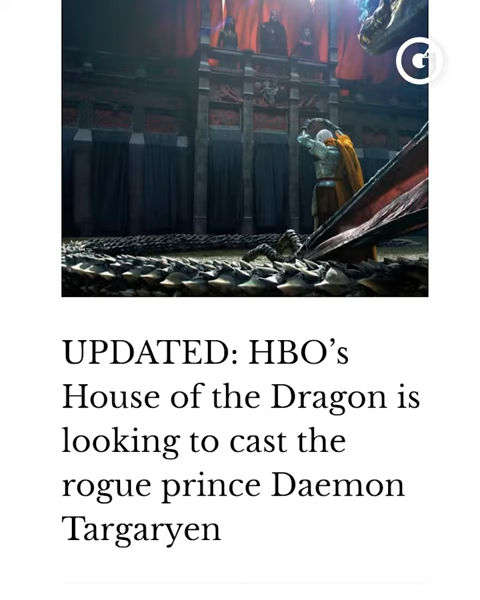 G
UPDATED: HBO’s
House of the Dragon is
looking to cast the
rogue prince Daemon
Targaryen